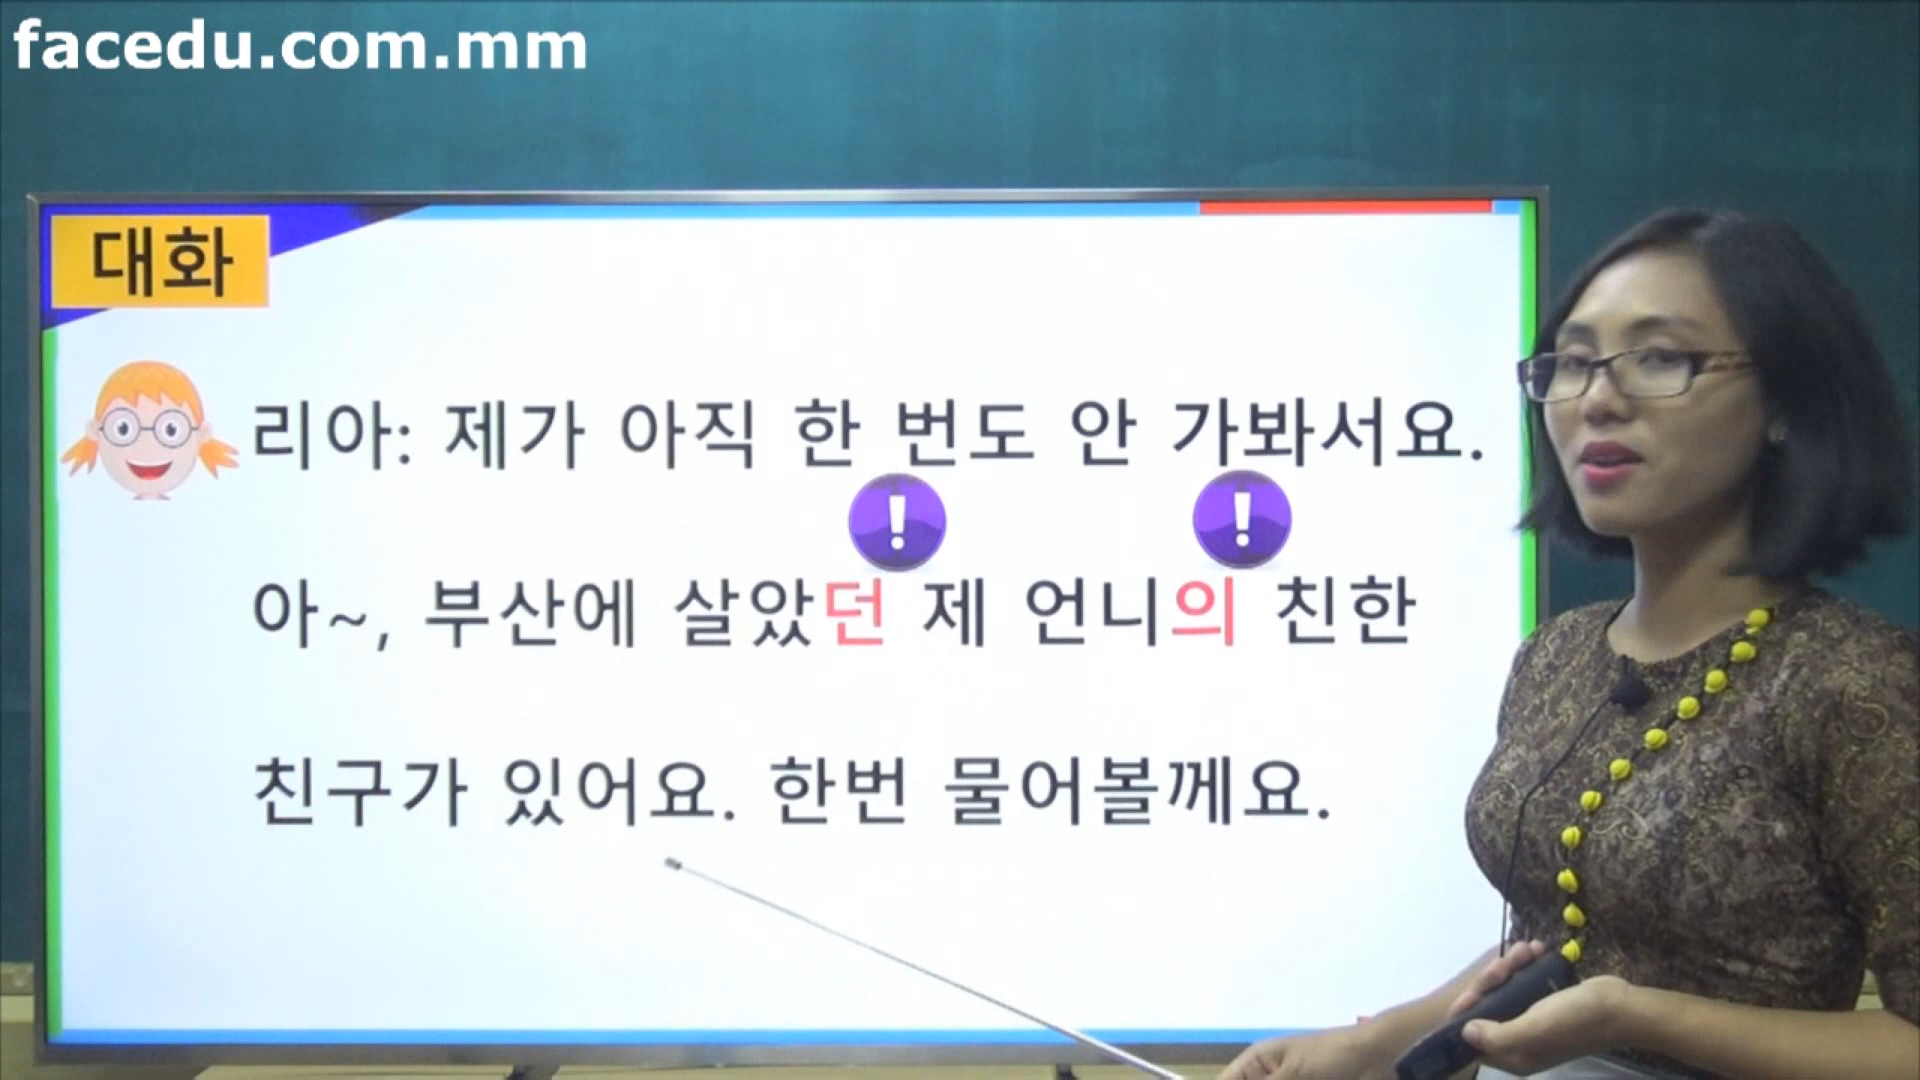 facedu.com.mm
대화
리아: 제가 아직 한 번도 안 가봐서요.
아~, 부산에 살았던 제 언니의 친한
친구가 있어요. 한번 물어볼께요.